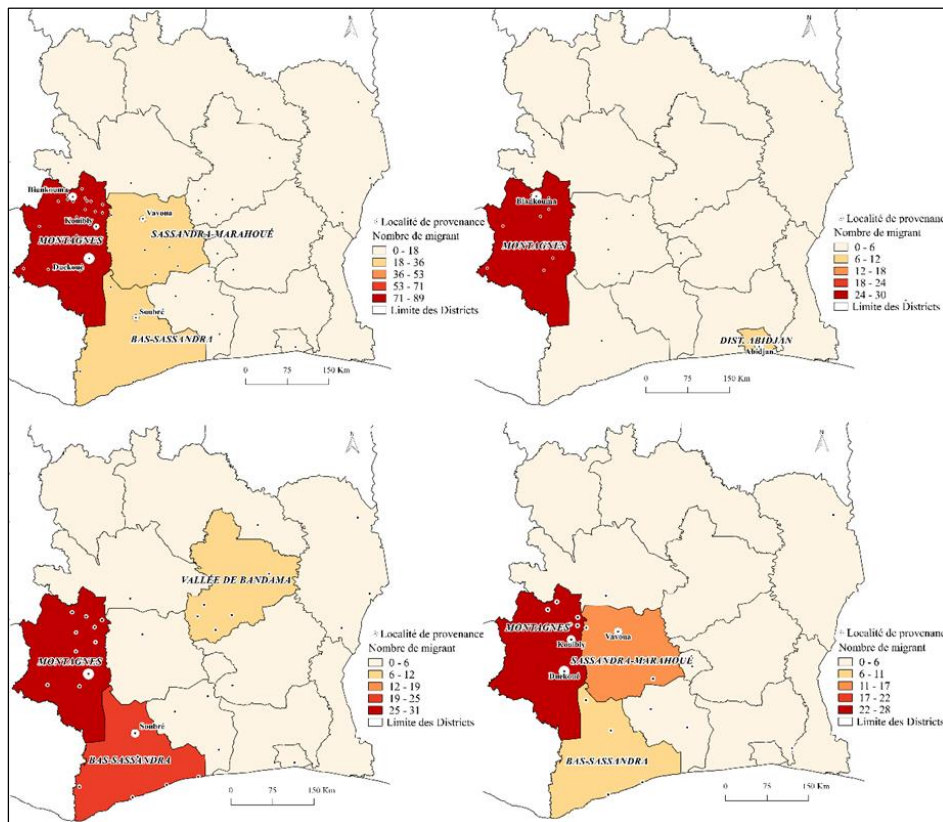 N
Biankouma
Kouibly
MONTAGNES
Duekoué
Vavoua
SASSANDRA-MARAHOUÉ
Soubré
BAS-SASSANDRA
Localité de provenance
Nombre de migrant
0 - 18
18 - 36
36 - 53
53 - 71
71 - 89
Limite des Districts
0 75 150 Km
N
MONTAGNES
DIST. ABIDJAN
Abidjan
Localité de provenance
Nombre de migrant
0 - 6
6 - 12
12 - 18
18 - 24
24 - 30
Limite des Districts
0 75 150 Km
N
VALLÉE DE BANDAMA
MONTAGNES
Soubré
BAS-SASSANDRA
Localité de provenance
Nombre de migrant
0 - 6
6 - 12
12 - 19
19 - 25
25 - 31
Limite des Districts
0 75 150 Km
N
MONTAGNES
Kouibly
Vavoua
SASSANDRA-MARAHOUÉ
Duekoué
BAS-SASSANDRA
Localité de provenance
Nombre de migrant
0 - 6
6 - 11
11 - 17
17 - 22
22 - 28
Limite des Districts
0 75 150 Km